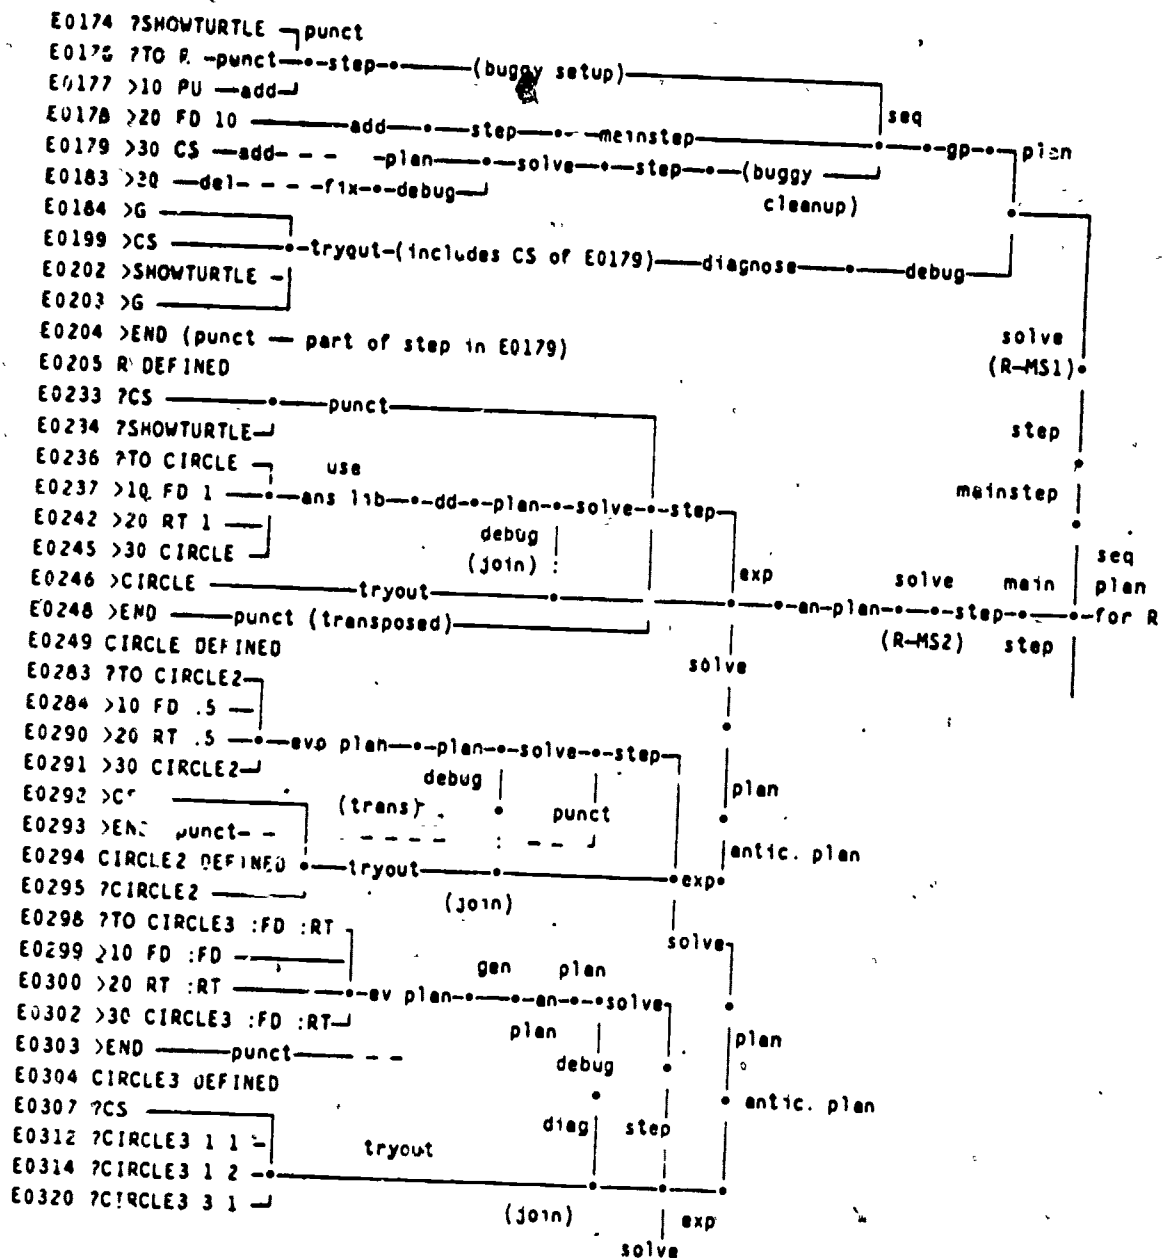 E0174 ?SHOWTURTLE punct
E0176 ?TO R -punct step (buggy setup)
E0177 >10 PU add
seq
E0178 >20 FD 10 add step mainstep gp plan
E0179 >30 CS add plan solve step (buggy
E0183 >20 del fix debug cleanup)
E0184 >G
E0199 >CS tryout (includes CS of E0179) diagnose debug
E0202 >SHOWTURTLE
E0203 >G
E0204 >END (punct — part of step in E0179) solve
E0205 R DEFINED (R-MS1)
E0233 ?CS punct
E0234 ?SHOWTURTLE step
E0236 ?TO CIRCLE use
E0237 >10 FD 1 ans lib dd plan solve step mainstep
E0242 >20 RT 1 debug
E0245 >30 CIRCLE (join) seq
E0246 >CIRCLE tryout exp solve main plan
an plan step for R
E0248 >END punct (transposed) (R-MS2) step
E0249 CIRCLE DEFINED solve
E0283 ?TO CIRCLE2
E0284 >10 FD .5
E0290 >20 RT .5 evp plan plan solve step
E0291 >30 CIRCLE2 debug plan
E0292 >C (trans) punct
E0293 >EN punct
E0294 CIRCLE2 DEFINED tryout antic. plan
exp
E0295 ?CIRCLE2 (join)
E0298 ?TO CIRCLE3 :FD :RT solve
E0299 >10 FD :FD gen plan
E0300 >20 RT :RT ev plan an solve
E0302 >30 CIRCLE3 :FD :RT plan plan
E0303 >END punct debug
E0304 CIRCLE3 DEFINED antic. plan
E0307 ?CS diag step
E0312 ?CIRCLE3 1 1 tryout
E0314 ?CIRCLE3 1 2
E0320 ?CIRCLE3 3 1 (join) exp
solve